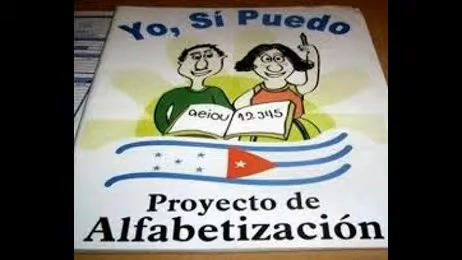 Yo, Sí Puedo
aeiou 12345
Proyecto de
Alfabetización